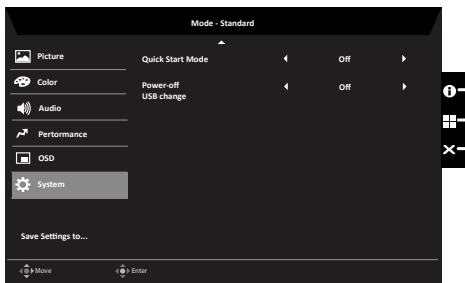 Mode - Standard
Picture
Quick Start Mode Off
Color
Power-off Off
USB change
Audio
Pertormance
OSD
System
Save Settings to...
Move Enter